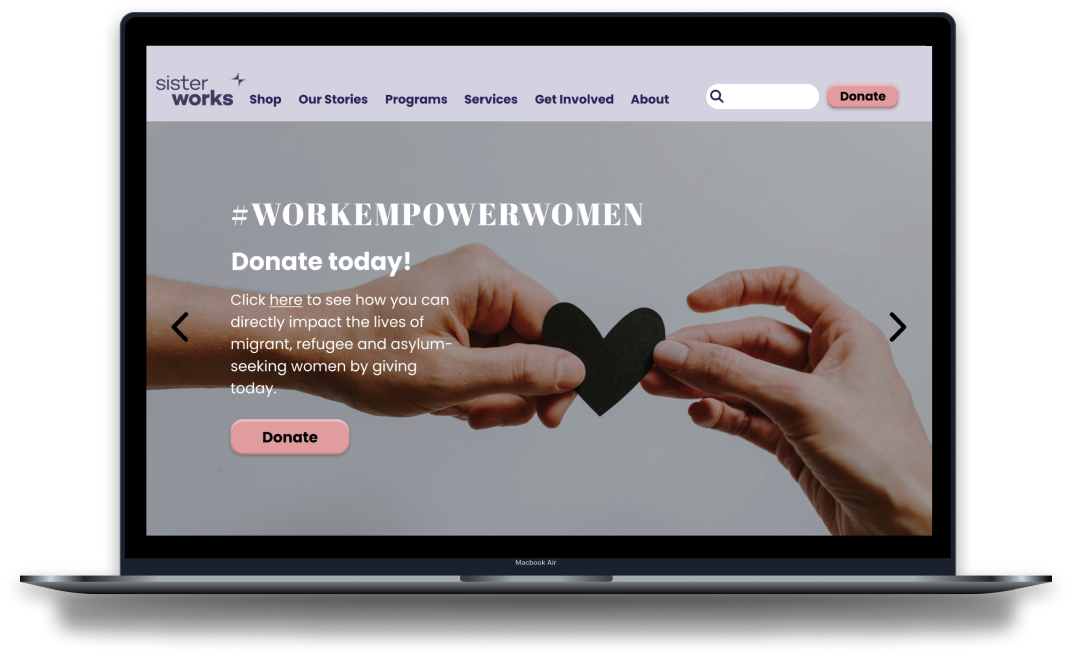 sister
works
Shop Our Stories Programs Services Get Involved About
Donate
#WORKEMPOWERWOMEN
Donate today!
Click here to see how you can
directly impact the lives of
migrant, refugee and asylum-
seeking women by giving
today.
Donate
Macbook Air